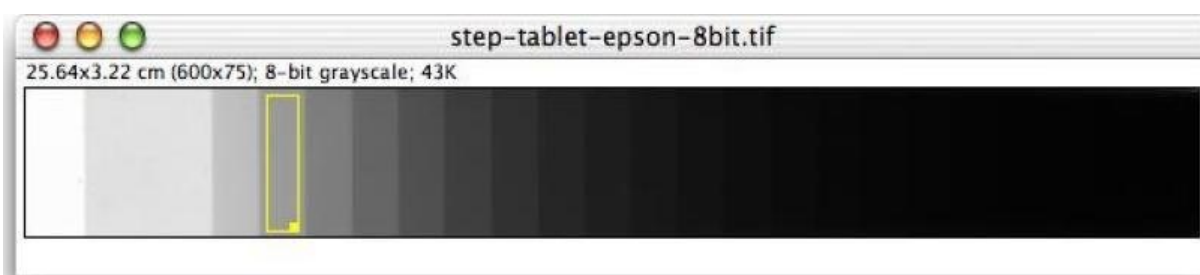 step-tablet-epson-8bit.tif
25.64x3.22 cm (600x75); 8-bit grayscale; 43K